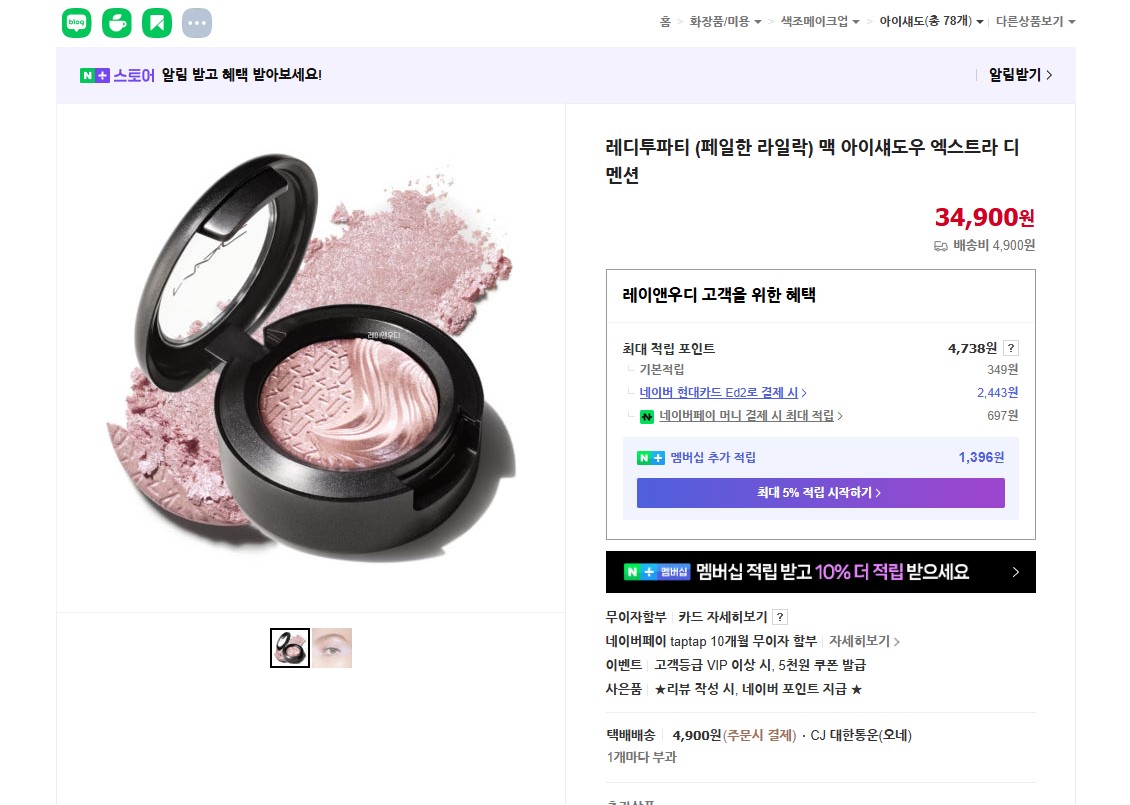 blog
홈 > 화장품/미용 > 색조메이크업 > 아이섀도(총 78개) 다른상품보기
N+ 스토어 알림 받고 혜택 받아보세요!
알림받기 >
레디투파티 (페일한 라일락) 맥 아이섀도우 엑스트라 디
멘션
34,900원
배송비 4,900원
레이앤우디 고객을 위한 혜택
최대 적립 포인트 4,738원 ?
기본적립 349원
네이버 현대카드 Ed2로 결제 시 > 2,443원
N 네이버페이 머니 결제 시 최대 적립 > 697원
N+ 멤버십 추가 적립 1,396원
최대 5% 적립 시작하기 >
N+ 멤버십 멤버십 적립 받고 10% 더 적립 받으세요 >
무이자할부 카드 자세히보기 ?
네이버페이 taptap 10개월 무이자 할부 자세히보기 >
이벤트 고객등급 VIP 이상 시, 5천원 쿠폰 발급
사은품 ★리뷰 작성 시, 네이버 포인트 지급 ★
택배배송 4,900원(주문시 결제) · CJ 대한통운(오네)
1개마다 부과
레이앤우디